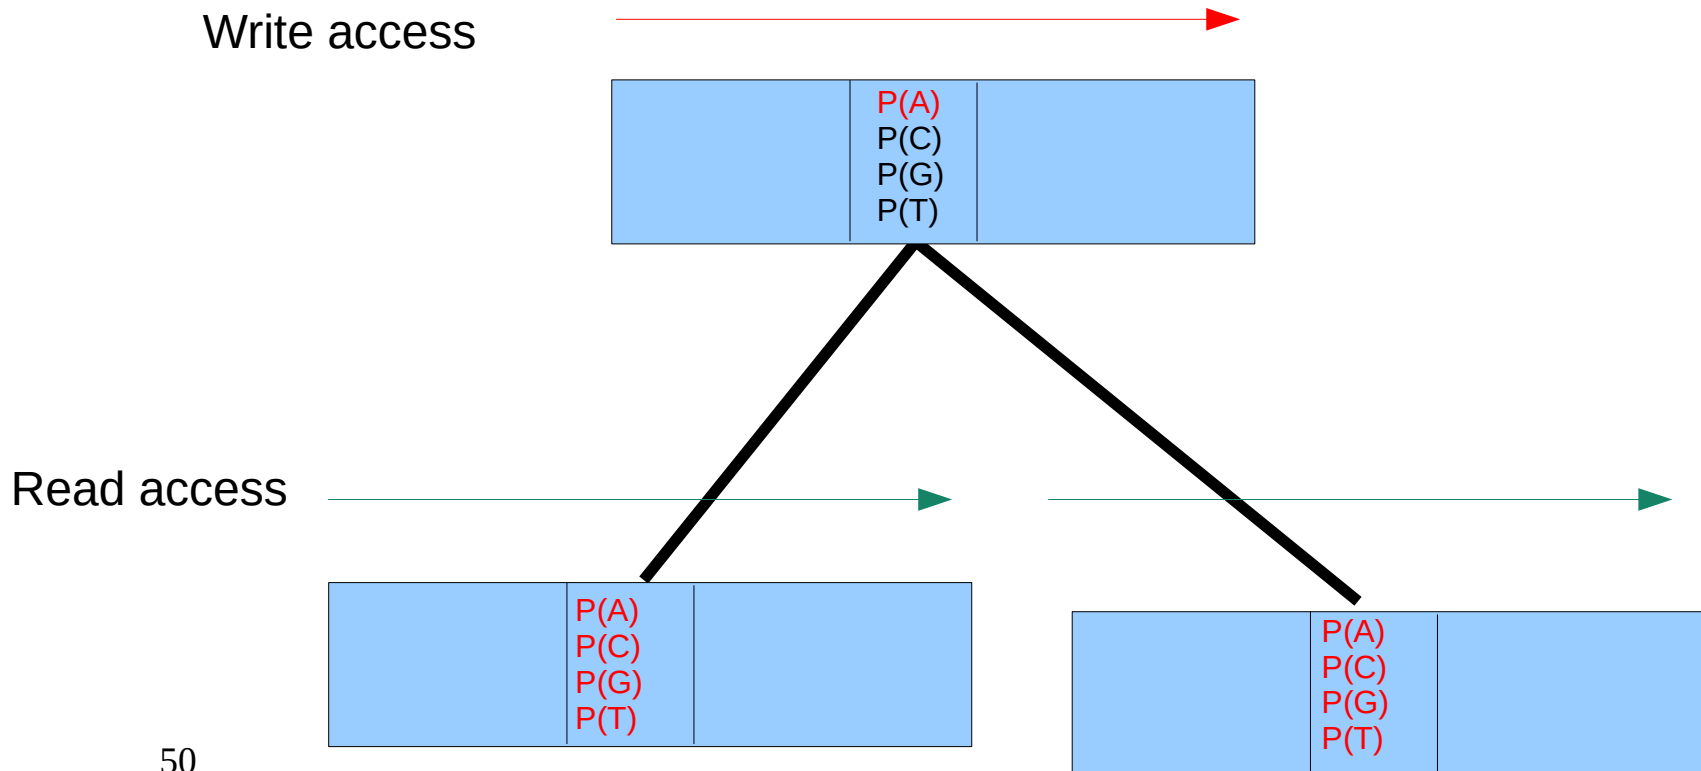 Write access
P(A)
P(C)
P(G)
P(T)
Read access
P(A)
P(C)
P(G)
P(T)
P(A)
P(C)
P(G)
P(T)
50